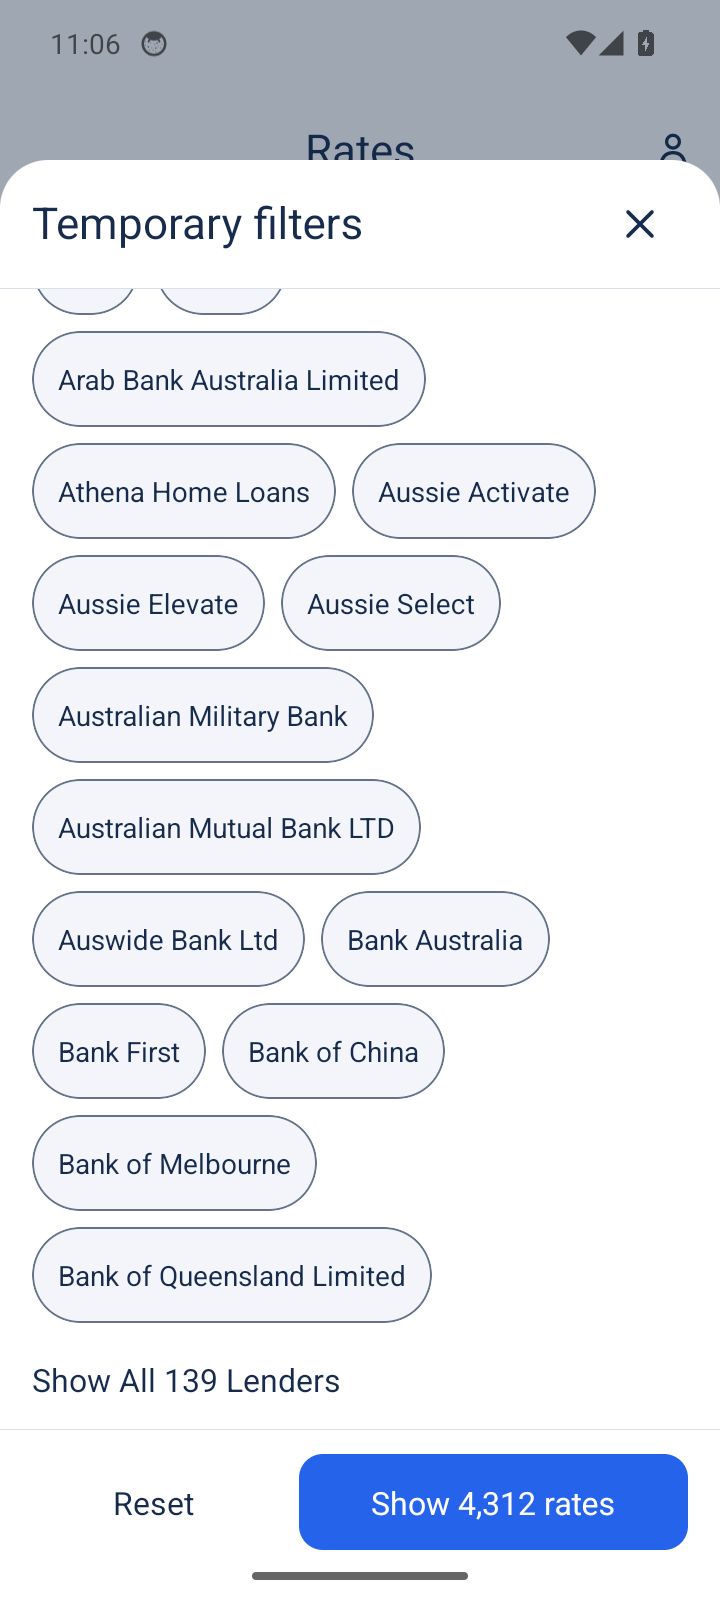 11:06
Rates
Temporary filters
Arab Bank Australia Limited
Athena Home Loans Aussie Activate
Aussie Elevate Aussie Select
Australian Military Bank
Australian Mutual Bank LTD
Auswide Bank Ltd Bank Australia
Bank First Bank of China
Bank of Melbourne
Bank of Queensland Limited
Show All 139 Lenders
Reset Show 4,312 rates